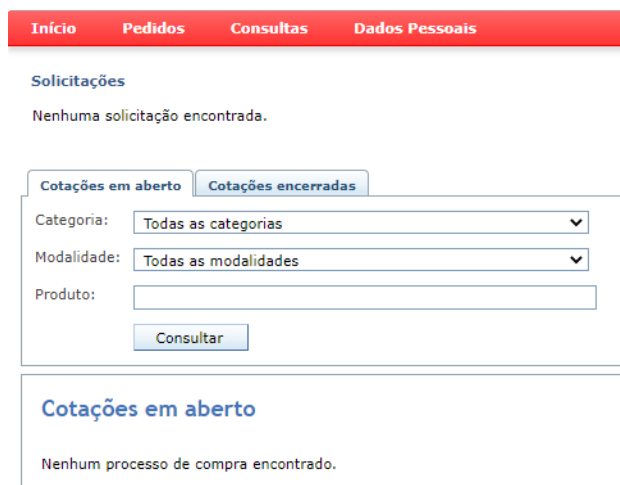 Início Pedidos Consultas Dados Pessoais
Solicitações
Nenhuma solicitação encontrada.
Cotações em aberto Cotações encerradas
Categoria: Todas as categorias
Modalidade: Todas as modalidades
Produto:
Consultar
Cotações em aberto
Nenhum processo de compra encontrado.